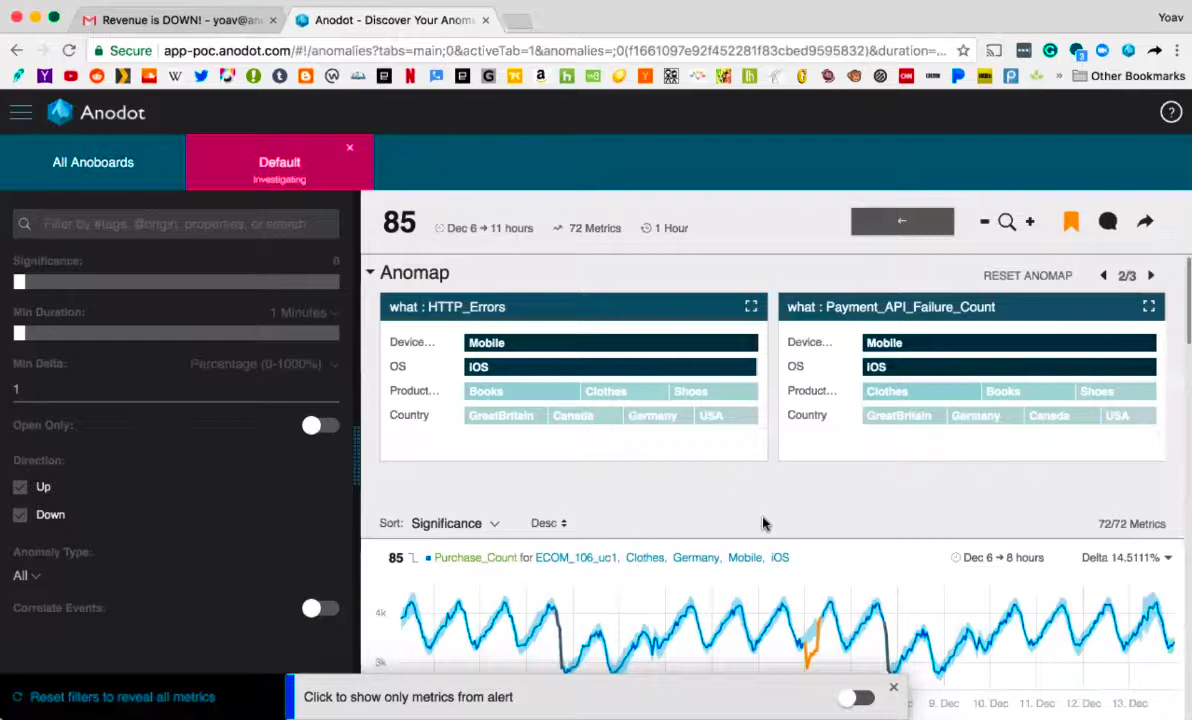 Revenue is DOWN! - yoav@an
Anodot - Discover Your Anom
Yoav
Secure
app-poc.anodot.com/#!/anomalies?tabs=main;0&activeTab=1&anomalies=;0(f1661097e92f452281f83cbed9595832)&duration=...
Other Bookmarks
Anodot
All Anoboards
Default
Investigating
Filter by #tags, @origin, properties, or search
Significance:
0
Min Duration:
1 Minutes
Min Delta:
Percentage (0-1000%)
1
Open Only:
Direction:
Up
Down
Anomaly Type:
All
Correlate Events:
Reset filters to reveal all metrics
85
Dec 6 → 11 hours
72 Metrics
1 Hour
Anomap
RESET ANOMAP
2/3
what : HTTP_Errors
Device... Mobile
OS iOS
Product... Books Clothes Shoes
Country GreatBritain Canada Germany USA
what : Payment_API_Failure_Count
Device... Mobile
OS iOS
Product... Clothes Books Shoes
Country GreatBritain Germany Canada USA
Sort: Significance
Desc
72/72 Metrics
85 Purchase_Count for ECOM_106_uc1, Clothes, Germany, Mobile, iOS
Dec 6 → 8 hours
Delta 14.5111%
4k
3k
Click to show only metrics from alert
9. Dec 10. Dec 11. Dec 12. Dec 13. Dec